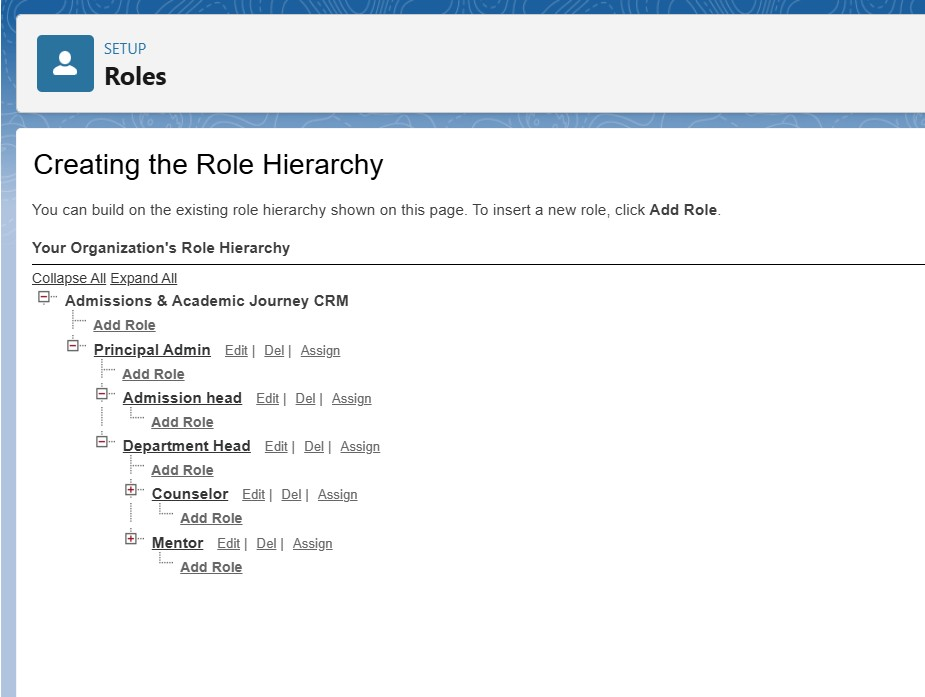 SETUP
Roles
Creating the Role Hierarchy
You can build on the existing role hierarchy shown on this page. To insert a new role, click Add Role.
Your Organization's Role Hierarchy
Collapse All Expand All
Admissions & Academic Journey CRM
Add Role
Principal Admin Edit | Del | Assign
Add Role
Admission head Edit | Del | Assign
Add Role
Department Head Edit | Del | Assign
Add Role
Counselor Edit | Del | Assign
Add Role
Mentor Edit | Del | Assign
Add Role